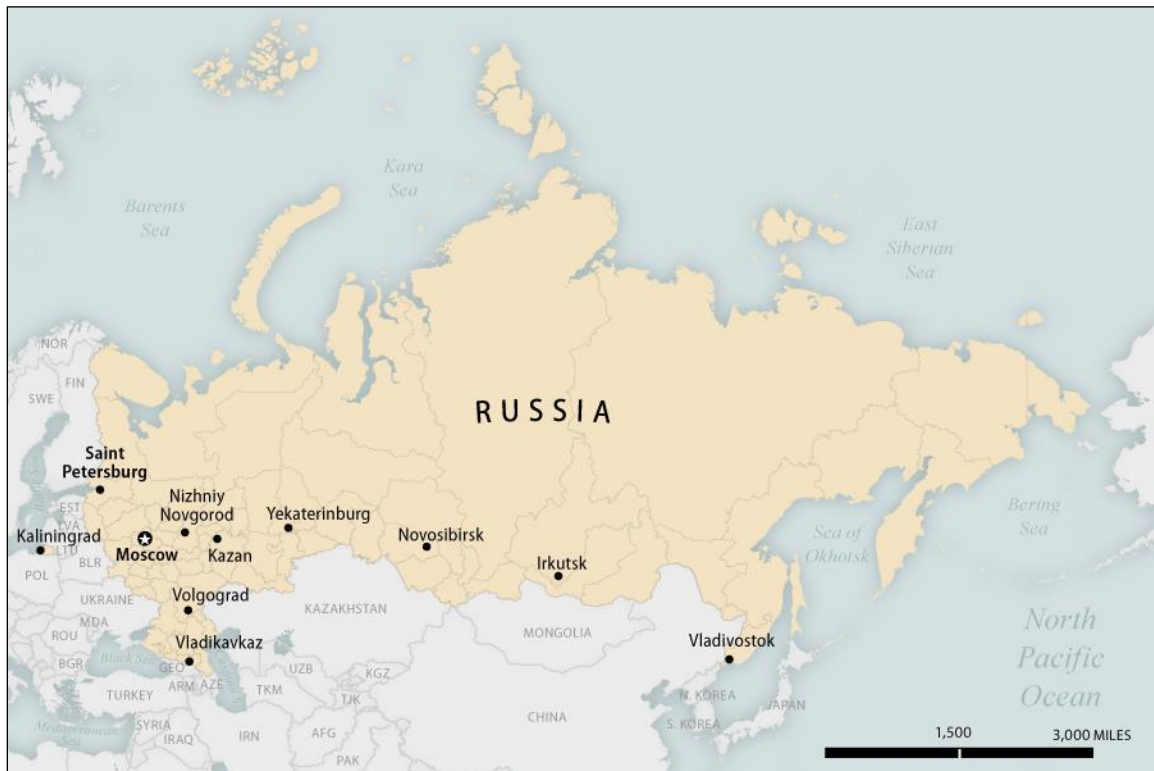 Barents
Sea
Kara
Sea
East
Siberian
Sea
NOR
FIN
SWE
RUSSIA
Saint
Petersburg
Nizhniy
Novgorod
Yekaterinburg
Novosibirsk
Bering
Sea
EST
LVA
Kaliningrad
LTU
Moscow
Kazan
Irkutsk
Sea of
Okhotsk
POL
BLR
UKRAINE
Volgograd
KAZAKHSTAN
MDA
ROU
MONGOLIA
Vladivostok
North
Pacific
Ocean
Vladikavkaz
BGR
Black Sea
GEO
UZB
KGZ
TURKEY
ARM
AZE
TKM
TJK
N. KOREA
JAPAN
CHINA
S. KOREA
Mediterranean
Sea
SYRIA
IRAQ
IRN
AFG
PAK
1,500
3,000 MILES